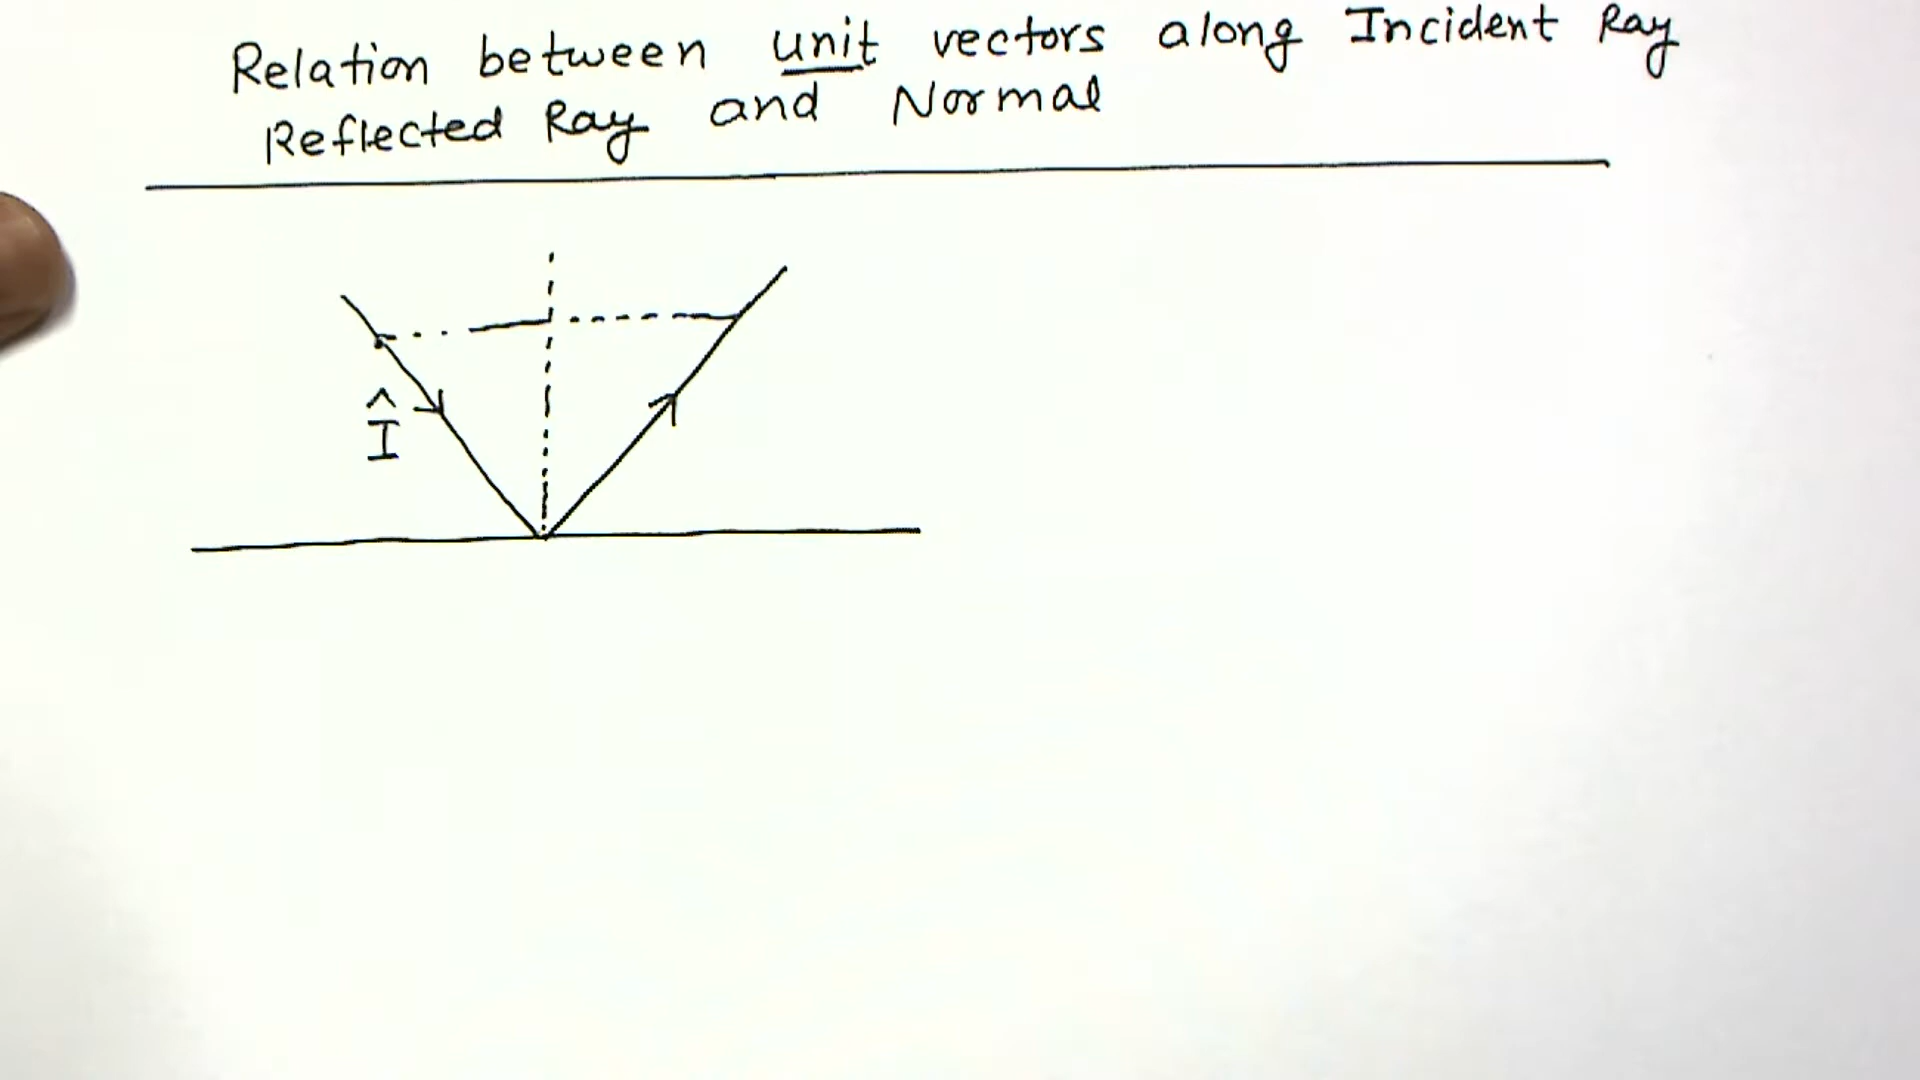 Relation between unit vectors along Incident Ray
Reflected Ray and Normal
Î